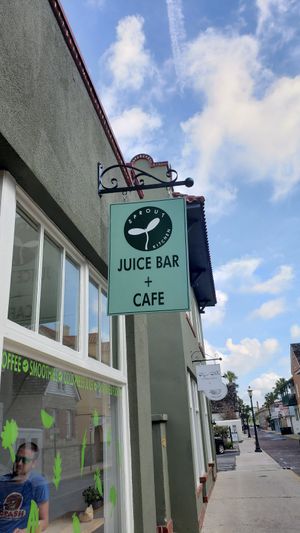 SPROUT
KITCHEN
JUICE BAR
+
CAFE
COFFEE SMOOTHIES